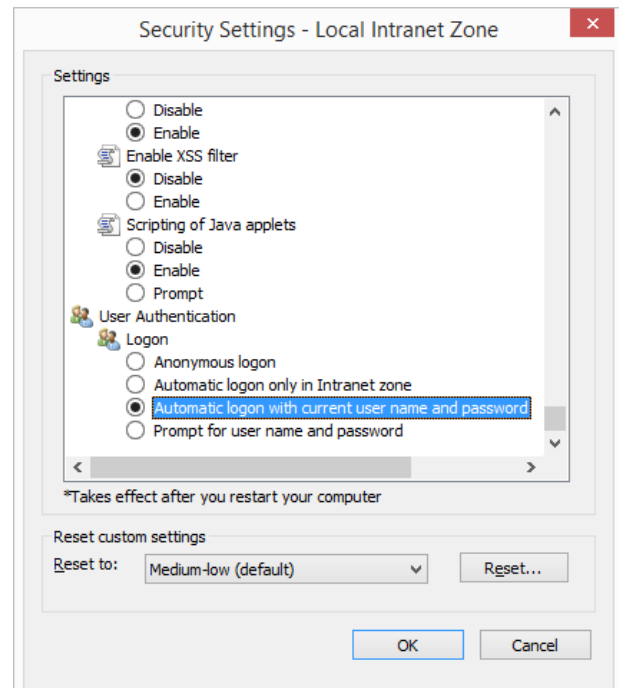 Security Settings - Local Intranet Zone
Settings
Disable
Enable
Enable XSS filter
Disable
Enable
Scripting of Java applets
Disable
Enable
Prompt
User Authentication
Logon
Anonymous logon
Automatic logon only in Intranet zone
Automatic logon with current user name and password
Prompt for user name and password
*Takes effect after you restart your computer
Reset custom settings
Reset to: Medium-low (default) Reset...
OK Cancel